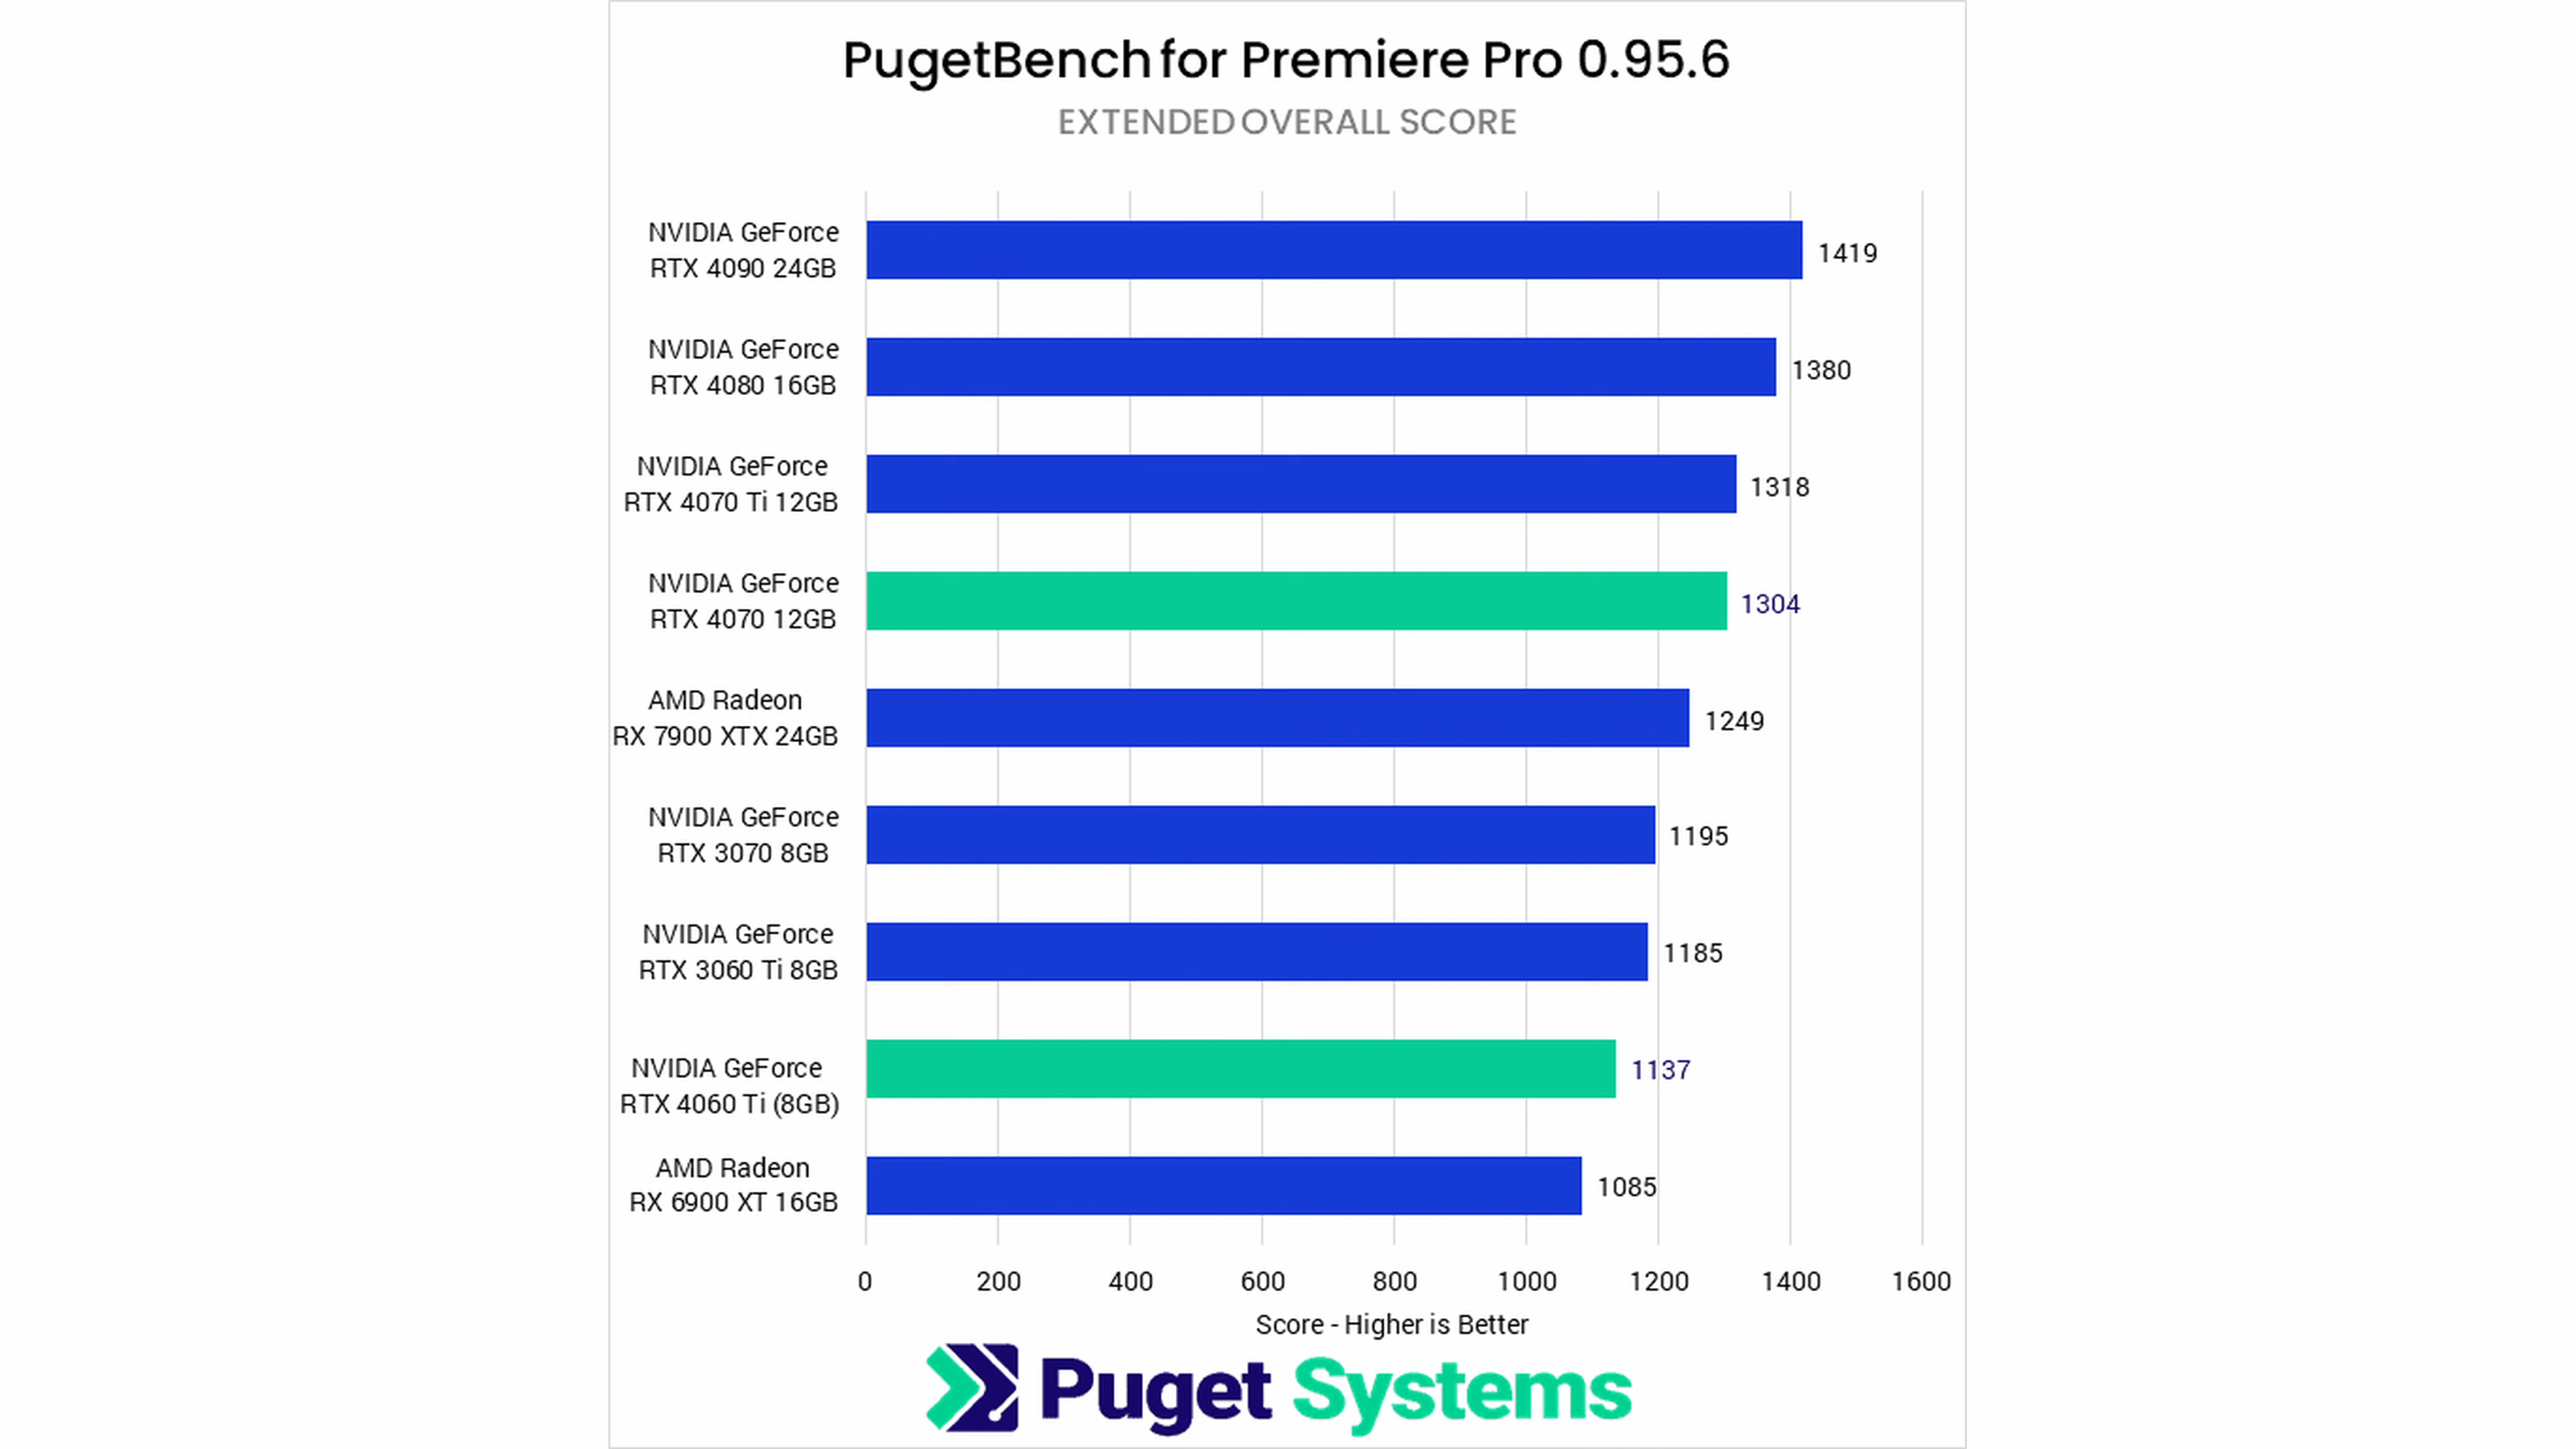 PugetBench for Premiere Pro 0.95.6
EXTENDED OVERALL SCORE
NVIDIA GeForce
RTX 4090 24GB
1419
NVIDIA GeForce
RTX 4080 16GB
1380
NVIDIA GeForce
RTX 4070 Ti 12GB
1318
NVIDIA GeForce
RTX 4070 12GB
1304
AMD Radeon
RX 7900 XTX 24GB
1249
NVIDIA GeForce
RTX 3070 8GB
1195
NVIDIA GeForce
RTX 3060 Ti 8GB
1185
NVIDIA GeForce
RTX 4060 Ti (8GB)
1137
AMD Radeon
RX 6900 XT 16GB
1085
0 200 400 600 800 1000 1200 1400 1600
Score - Higher is Better
Puget Systems